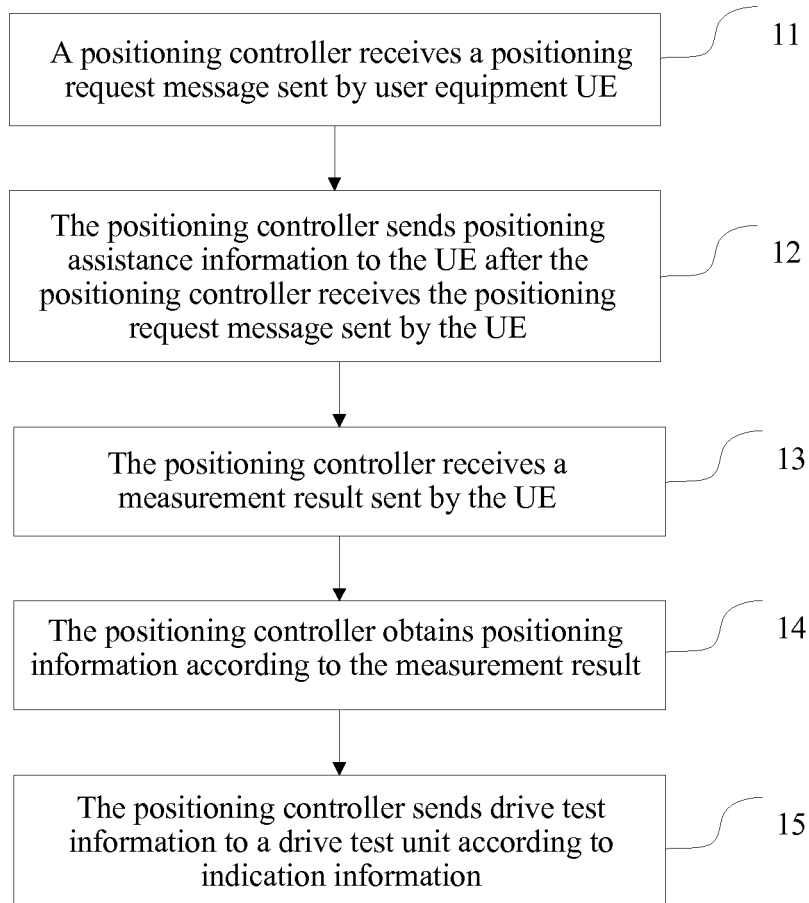 A positioning controller receives a positioning
request message sent by user equipment UE
11
The positioning controller sends positioning
assistance information to the UE after the
positioning controller receives the positioning
request message sent by the UE
12
The positioning controller receives a
measurement result sent by the UE
13
The positioning controller obtains positioning
information according to the measurement result
14
The positioning controller sends drive test
information to a drive test unit according to
indication information
15